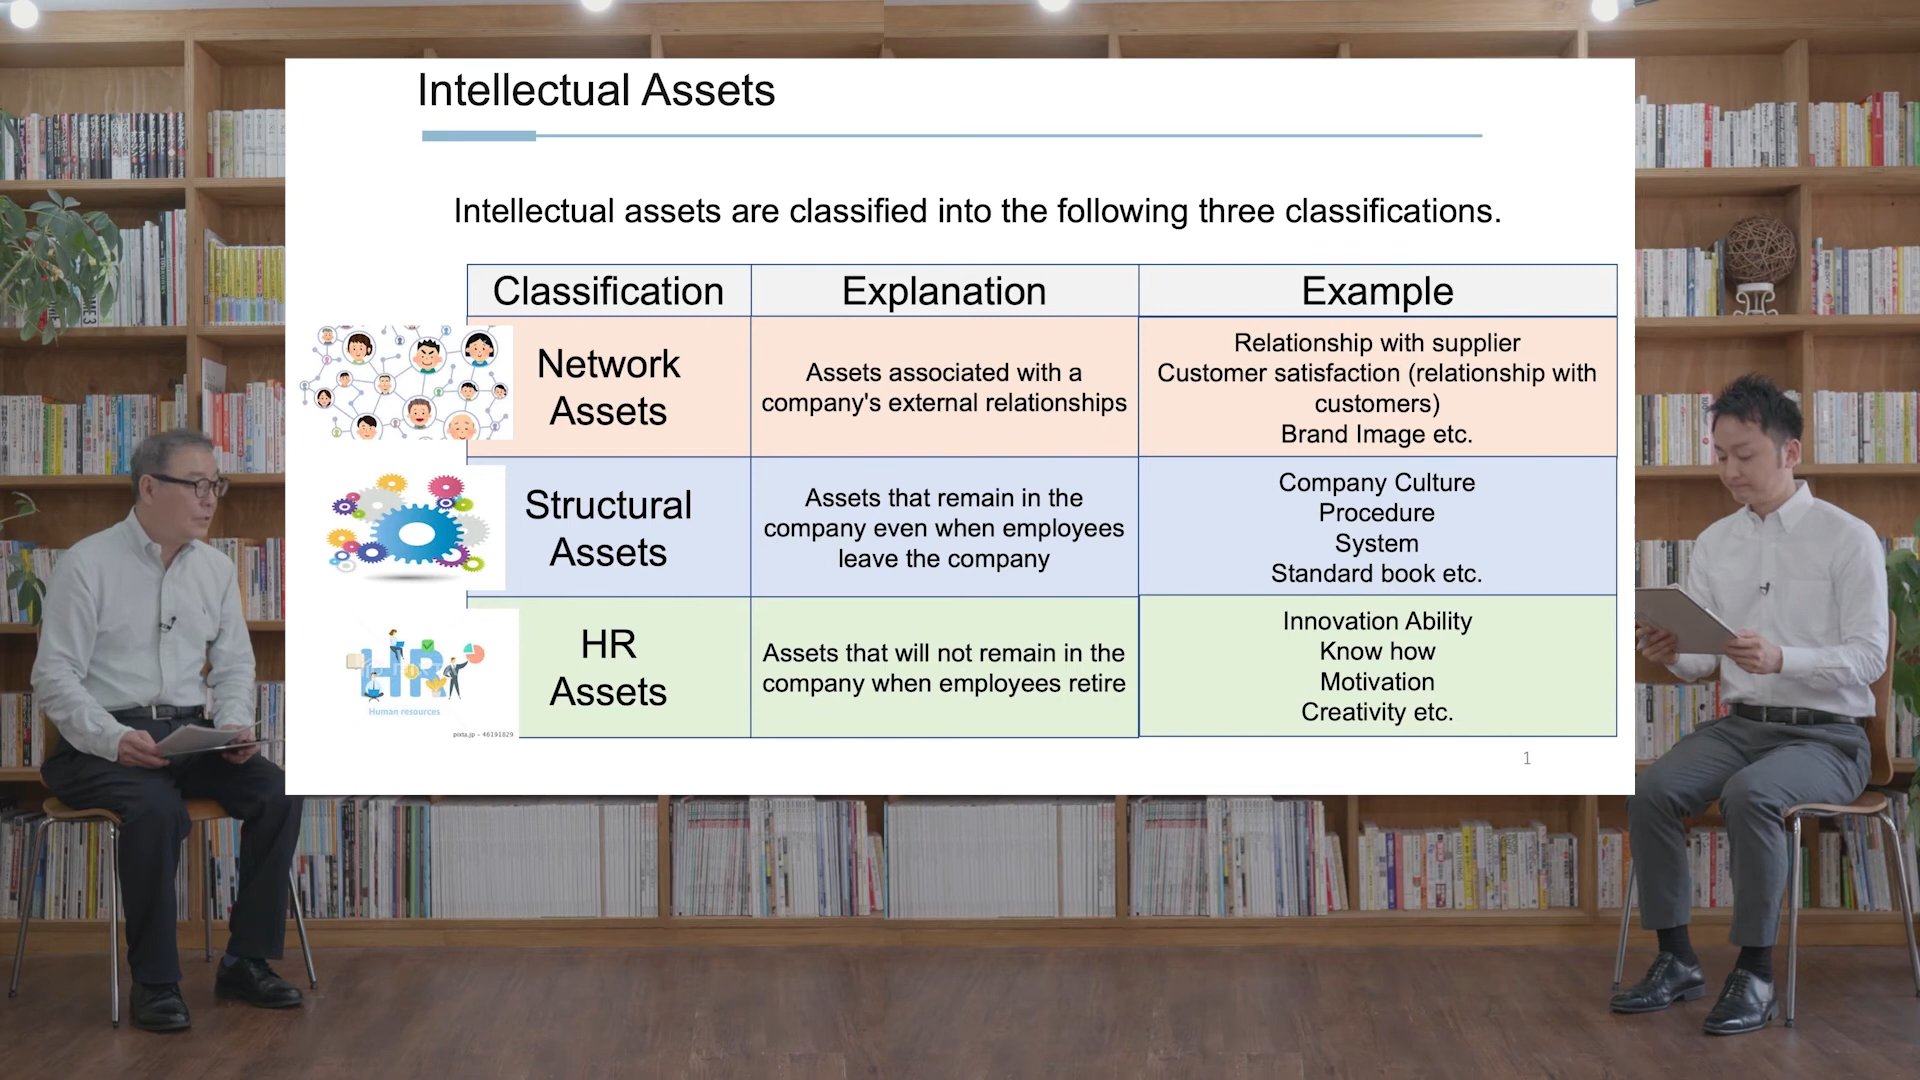 Intellectual Assets
Intellectual assets are classified into the following three classifications.
Classification
Explanation
Example
Network
Assets
Assets associated with a
company's external relationships
Relationship with supplier
Customer satisfaction (relationship with
customers)
Brand Image etc.
Structural
Assets
Assets that remain in the
company even when employees
leave the company
Company Culture
Procedure
System
Standard book etc.
HR
Human resources
pixta.jp - 46191829
HR
Assets
Assets that will not remain in the
company when employees retire
Innovation Ability
Know how
Motivation
Creativity etc.
1